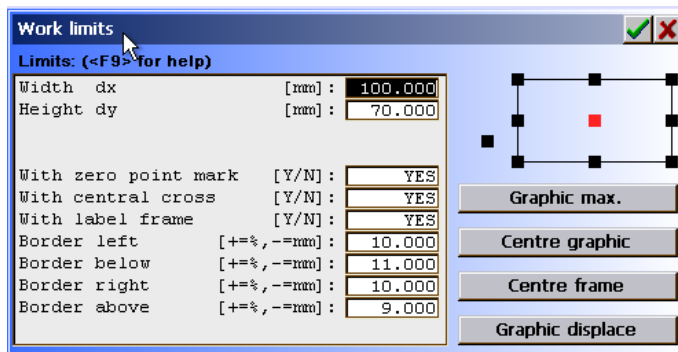 Work limits
Limits: (<F9> for help)
Width dx [mm]: 100.000
Height dy [mm]: 70.000
With zero point mark [Y/N]: YES
With central cross [Y/N]: YES
With label frame [Y/N]: YES
Border left [+=%,-=mm]: 10.000
Border below [+=%,-=mm]: 11.000
Border right [+=%,-=mm]: 10.000
Border above [+=%,-=mm]: 9.000
Graphic max.
Centre graphic
Centre frame
Graphic displace